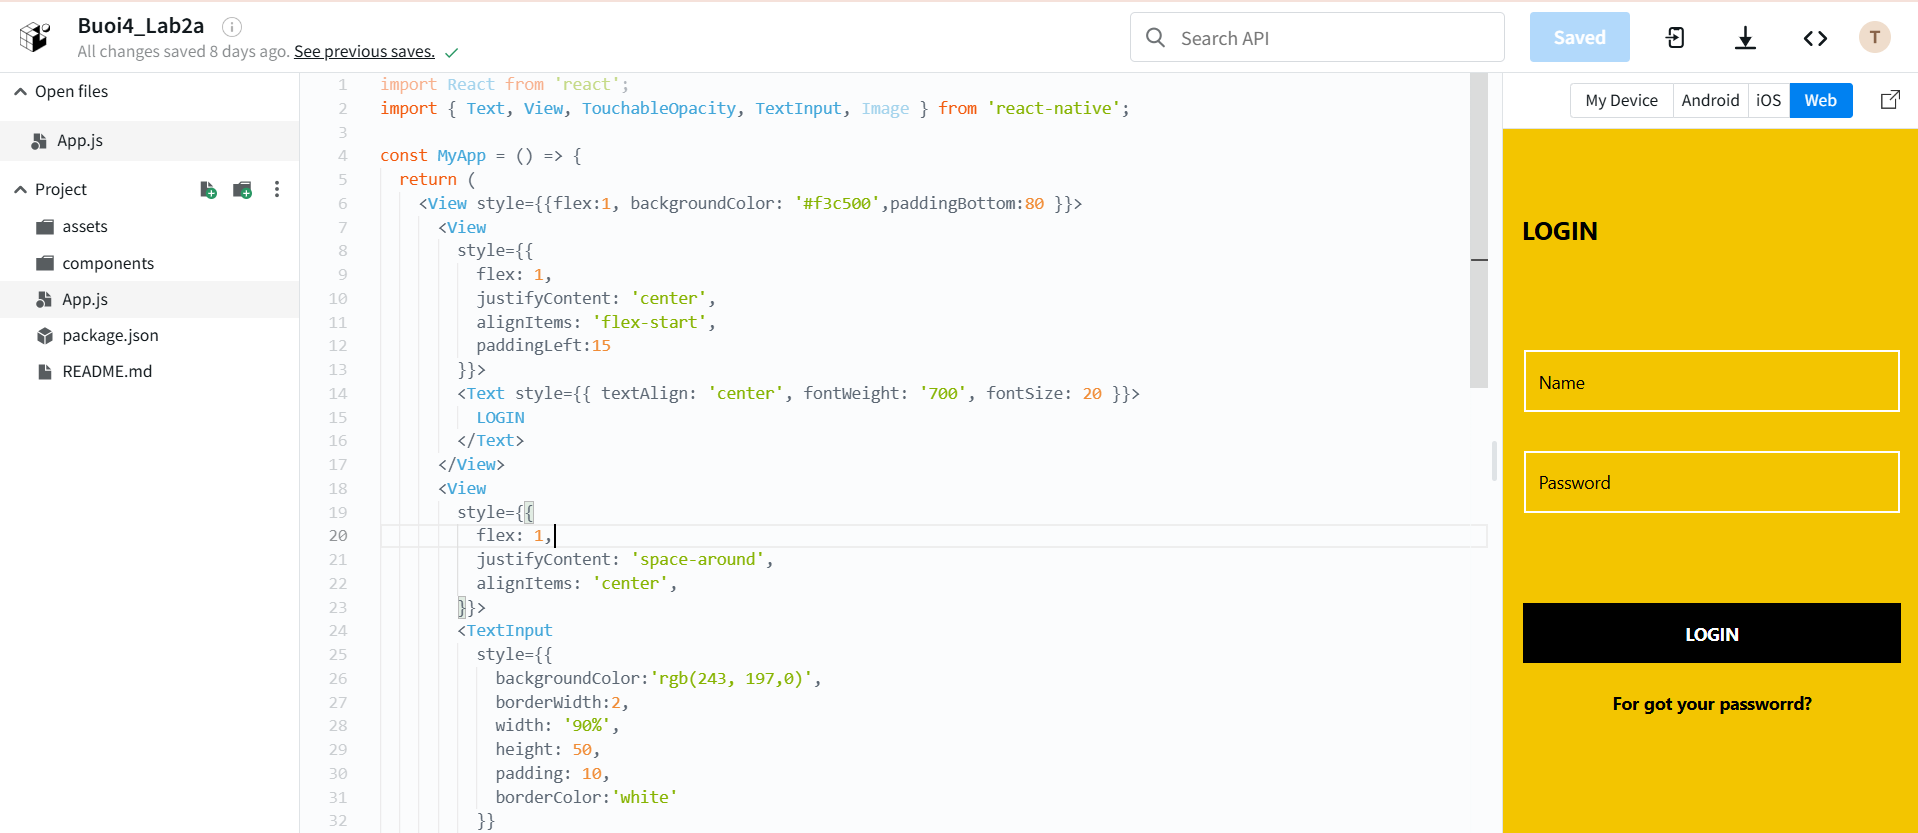 Buoi4_Lab2a
All changes saved 8 days ago. See previous saves.
Search API
Saved
T
Open files
App.js
Project
assets
components
App.js
package.json
README.md
1 import React from 'react';
2 import { Text, View, TouchableOpacity, TextInput, Image } from 'react-native';
3
4 const MyApp = () => {
5 return (
6 <View style={{flex:1, backgroundColor: '#f3c500',paddingBottom:80 }}>
7 <View
8 style={{
9 flex: 1,
10 justifyContent: 'center',
11 alignItems: 'flex-start',
12 paddingLeft:15
13 }}>
14 <Text style={{ textAlign: 'center', fontWeight: '700', fontSize: 20 }}>
15 LOGIN
16 </Text>
17 </View>
18 <View
19 style={{
20 flex: 1,
21 justifyContent: 'space-around',
22 alignItems: 'center',
23 }}>
24 <TextInput
25 style={{
26 backgroundColor:'rgb(243, 197,0)',
27 borderWidth:2,
28 width: '90%',
29 height: 50,
30 padding: 10,
31 borderColor:'white'
32 }}
My Device Android iOS Web
LOGIN
Name
Password
LOGIN
For got your passworrd?